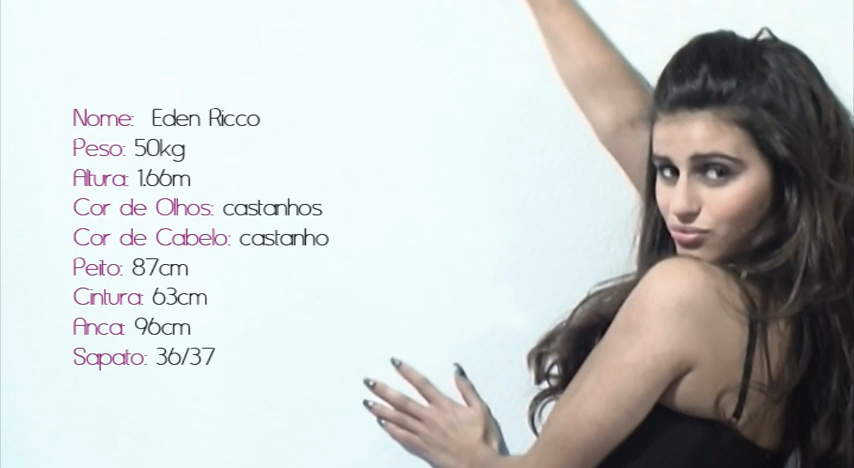 Nome: Eden Ricco
Peso: 50kg
Altura: 1.66m
Cor de Olhos: castanhos
Cor de Cabelo: castanho
Peito: 87cm
Cintura: 63cm
Anca: 96cm
Sapato: 36/37